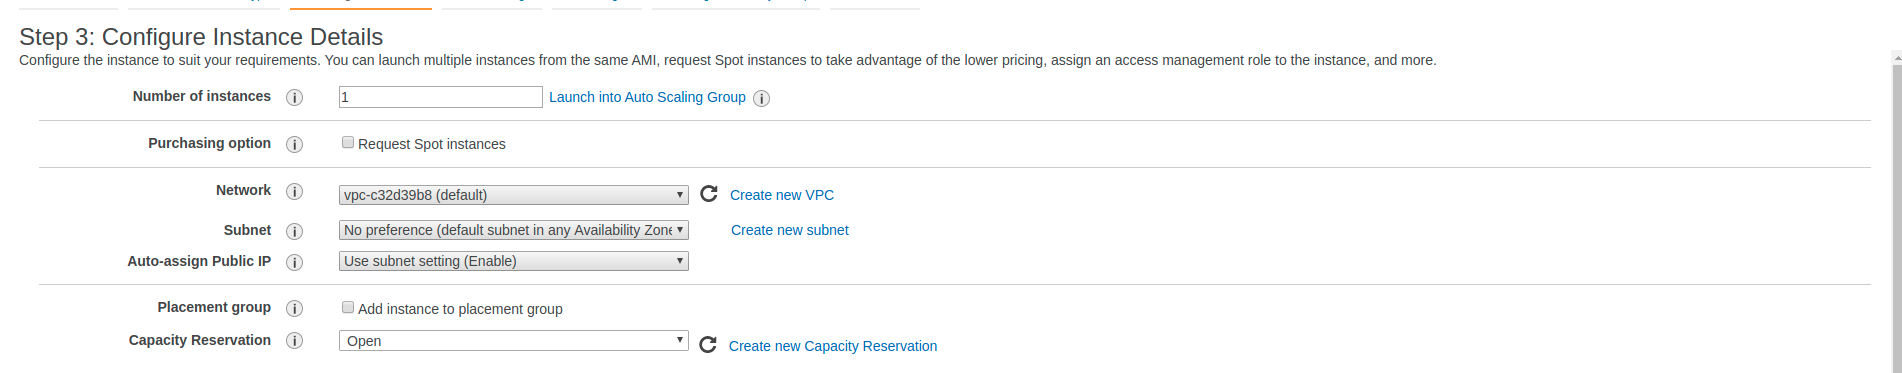 Step 3: Configure Instance Details
Configure the instance to suit your requirements. You can launch multiple instances from the same AMI, request Spot instances to take advantage of the lower pricing, assign an access management role to the instance, and more.
Number of instances i 1 Launch into Auto Scaling Group i
Purchasing option i Request Spot instances
Network i vpc-c32d39b8 (default) Create new VPC
Subnet i No preference (default subnet in any Availability Zone Create new subnet
Auto-assign Public IP i Use subnet setting (Enable)
Placement group i Add instance to placement group
Capacity Reservation i Open Create new Capacity Reservation